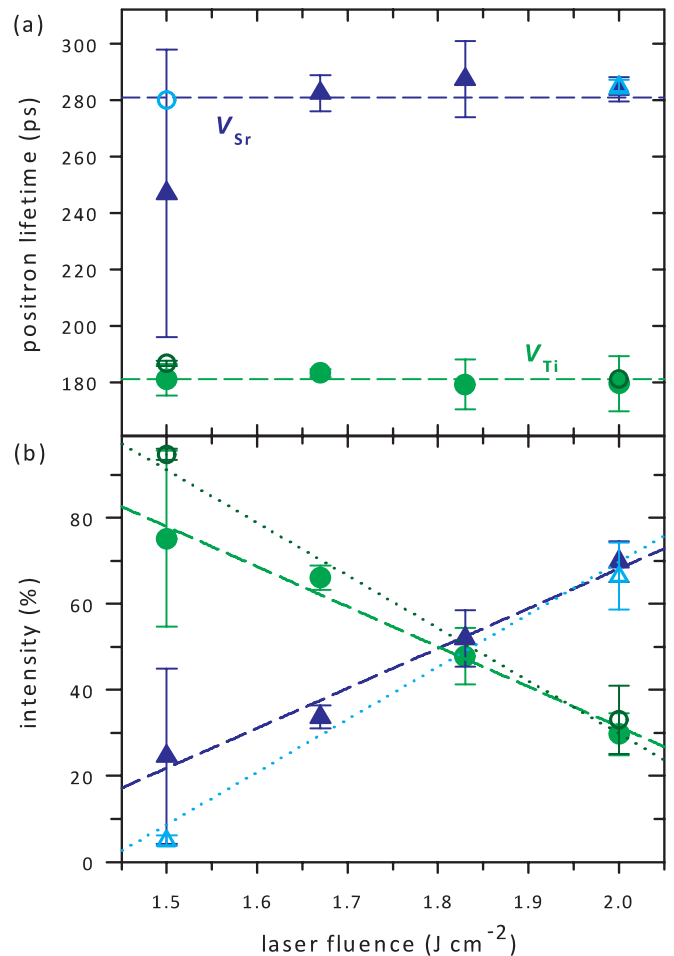 (a)
positron lifetime (ps)
300
280
260
240
220
200
180
V_Sr
V_Ti
(b)
intensity (%)
80
60
40
20
0
1.5 1.6 1.7 1.8 1.9 2.0
laser fluence (J cm⁻²)